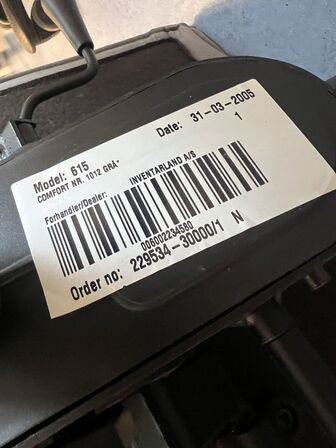 Model: 615
Date: 31-03-2005
COMFORT NR. 1012 GRÅ*
1
Forhandler/Dealer:
INVENTARLAND A/S
006002234580
Order no: 229534-30000/1 N